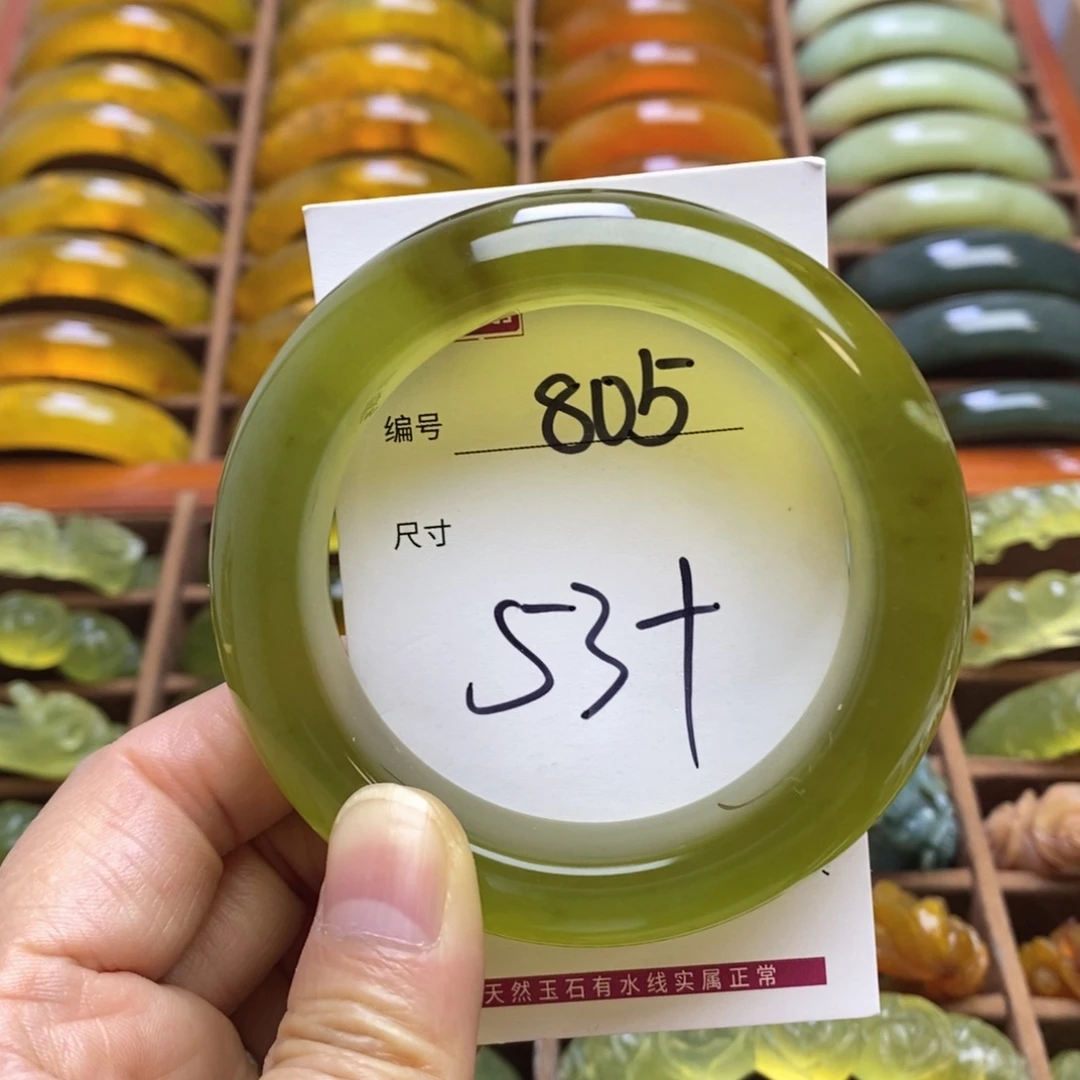 编号 805
尺寸
53+
天然玉石有水线实属正常